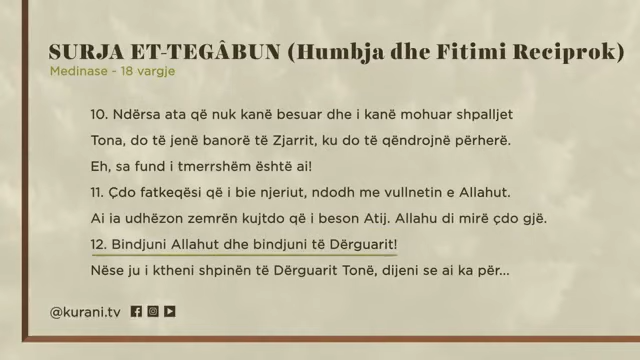 SURJA ET-TEGÂBUN (Humbja dhe Fitimi Reciprok)
Medinase - 18 vargje
10. Ndërsa ata që nuk kanë besuar dhe i kanë mohuar shpalljet
Tona, do të jenë banorë të Zjarrit, ku do të qëndrojnë përherë.
Eh, sa fund i tmerrshëm është ai!
11. Çdo fatkeqësi që i bie njeriut, ndodh me vullnetin e Allahut.
Ai ia udhëzon zemrën kujtdo që i beson Atij. Allahu di mirë çdo gjë.
12. Bindjuni Allahut dhe bindjuni të Dërguarit!
Nëse ju i ktheni shpinën të Dërguarit Tonë, dijeni se ai ka për...
@kurani.tv